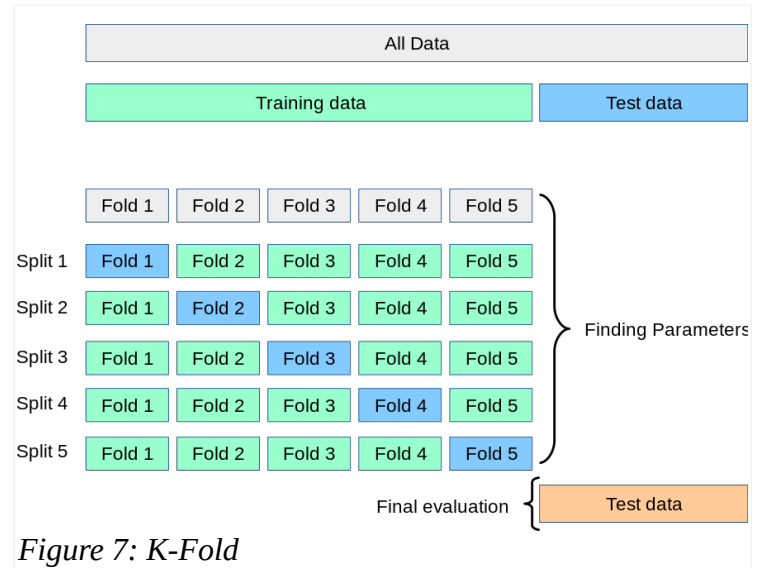 All Data
Training data Test data
Fold 1 Fold 2 Fold 3 Fold 4 Fold 5
Split 1 Fold 1 Fold 2 Fold 3 Fold 4 Fold 5
Split 2 Fold 1 Fold 2 Fold 3 Fold 4 Fold 5
Finding Parameters
Split 3 Fold 1 Fold 2 Fold 3 Fold 4 Fold 5
Split 4 Fold 1 Fold 2 Fold 3 Fold 4 Fold 5
Split 5 Fold 1 Fold 2 Fold 3 Fold 4 Fold 5
Final evaluation Test data
Figure 7: K-Fold